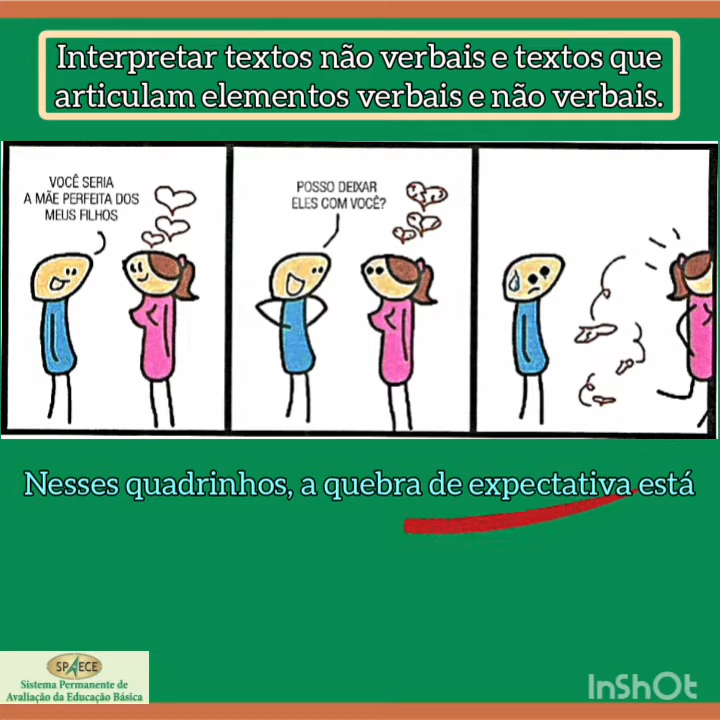 Interpretar textos não verbais e textos que
articulam elementos verbais e não verbais.
VOCÊ SERIA
A MÃE PERFEITA DOS
MEUS FILHOS
POSSO DEIXAR
ELES COM VOCÊ?
Nesses quadrinhos, a quebra de expectativa está
SPAECE
Sistema Permanente de
Avaliação da Educação Básica
InShOt